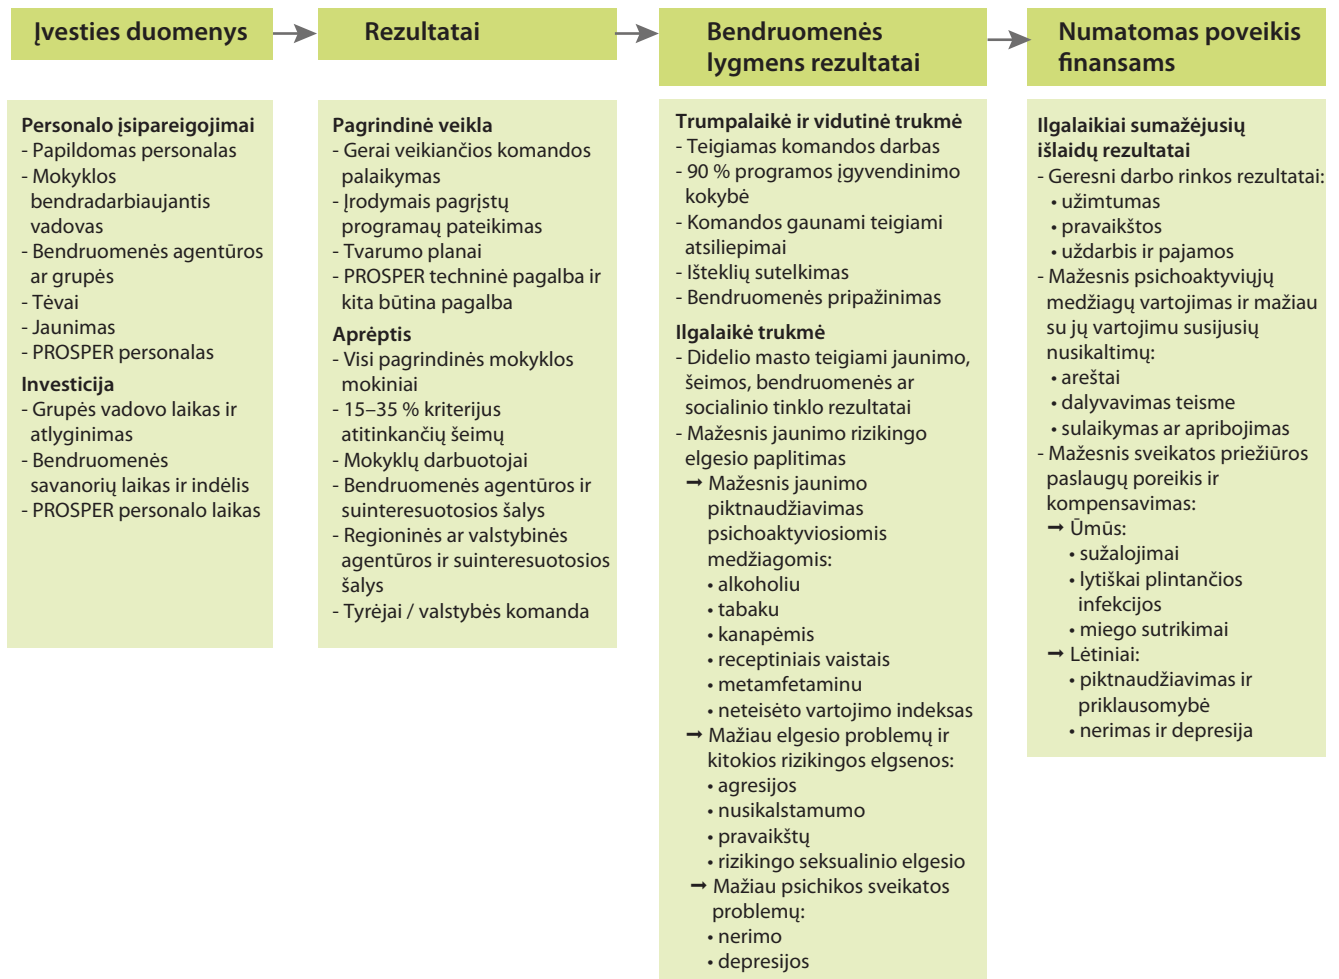 Įvesties duomenys
Rezultatai
Bendruomenės
lygmens rezultatai
Numatomas poveikis
finansams
Personalo įsipareigojimai
- Papildomas personalas
- Mokyklos
bendradarbiaujantis
vadovas
- Bendruomenės agentūros
ar grupės
- Tėvai
- Jaunimas
- PROSPER personalas
Investicija
- Grupės vadovo laikas ir
atlyginimas
- Bendruomenės
savanorių laikas ir indėlis
- PROSPER personalo laikas
Pagrindinė veikla
- Gerai veikiančios komandos
palaikymas
- Įrodymais pagrįstų
programų pateikimas
- Tvarumo planai
- PROSPER techninė pagalba ir
kita būtina pagalba
Aprėptis
- Visi pagrindinės mokyklos
mokiniai
- 15–35 % kriterijus
atitinkančių šeimų
- Mokyklų darbuotojai
- Bendruomenės agentūros ir
suinteresuotosios šalys
- Regioninės ar valstybinės
agentūros ir suinteresuotosios
šalys
- Tyrėjai / valstybės komanda
Trumpalaikė ir vidutinė trukmė
- Teigiamas komandos darbas
- 90 % programos įgyvendinimo
kokybė
- Komandos gaunami teigiami
atsiliepimai
- Išteklių sutelkimas
- Bendruomenės pripažinimas
Ilgalaikė trukmė
- Didelio masto teigiami jaunimo,
šeimos, bendruomenės ar
socialinio tinklo rezultatai
- Mažesnis jaunimo rizikingo
elgesio paplitimas
➞ Mažesnis jaunimo
piktnaudžiavimas
psichoaktyviosiomis
medžiagomis:
• alkoholiu
• tabaku
• kanapėmis
• receptiniais vaistais
• metamfetaminu
• neteisėto vartojimo indeksas
➞ Mažiau elgesio problemų ir
kitokios rizikingos elgsenos:
• agresijos
• nusikalstamumo
• pravaikštų
• rizikingo seksualinio elgesio
➞ Mažiau psichikos sveikatos
problemų:
• nerimo
• depresijos
Ilgalaikiai sumažėjusių
išlaidų rezultatai
- Geresni darbo rinkos rezultatai:
• užimtumas
• pravaikštos
• uždarbis ir pajamos
- Mažesnis psichoaktyviųjų
medžiagų vartojimas ir mažiau
su jų vartojimu susijusių
nusikaltimų:
• areštai
• dalyvavimas teisme
• sulaikymas ar apribojimas
- Mažesnis sveikatos priežiūros
paslaugų poreikis ir
kompensavimas:
➞ Ūmūs:
• sužalojimai
• lytiškai plintančios
infekcijos
• miego sutrikimai
➞ Lėtiniai:
• piktnaudžiavimas ir
priklausomybė
• nerimas ir depresija